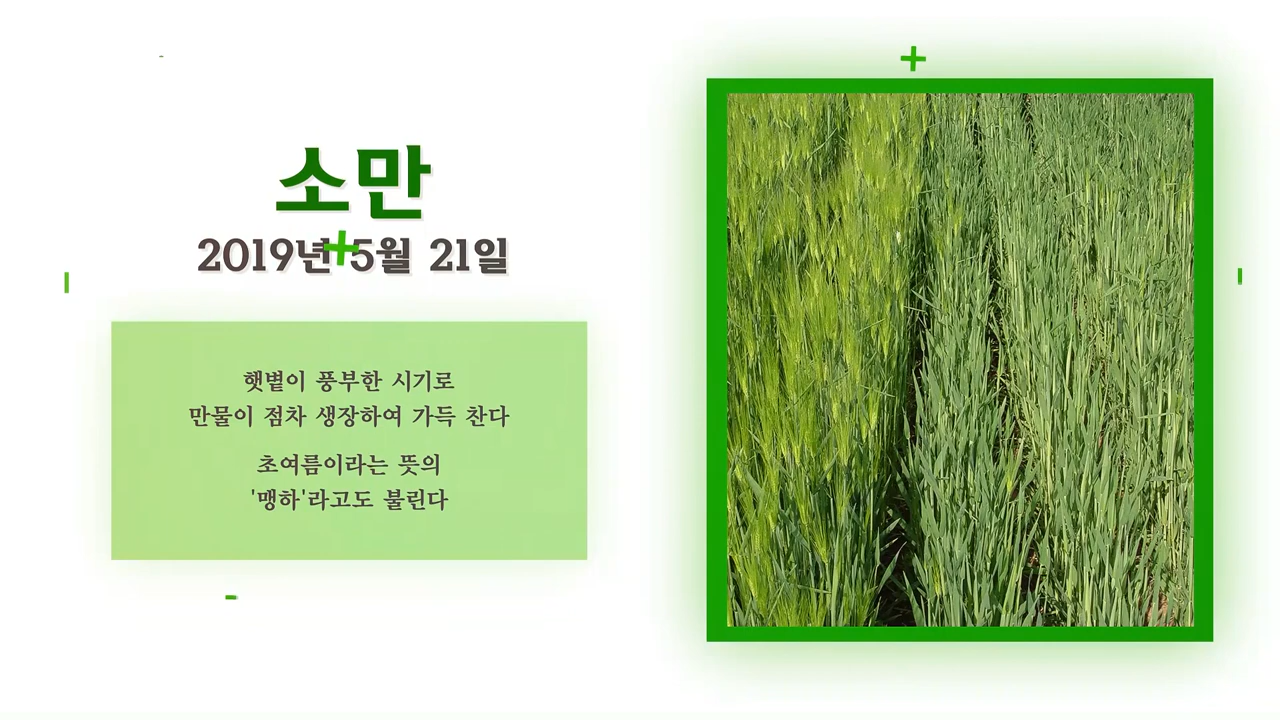 소만
2019년 5월 21일
햇볕이 풍부한 시기로
만물이 점차 생장하여 가득 찬다
초여름이라는 뜻의
'맹하'라고도 불린다